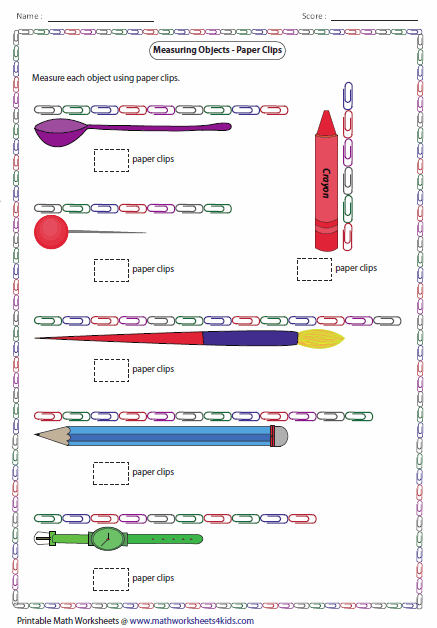 Name : Score :
Measuring Objects - Paper Clips
Measure each object using paper clips.
paper clips
Crayon
paper clips
paper clips
paper clips
paper clips
paper clips
Printable Math Worksheets @ www.mathworksheets4kids.com